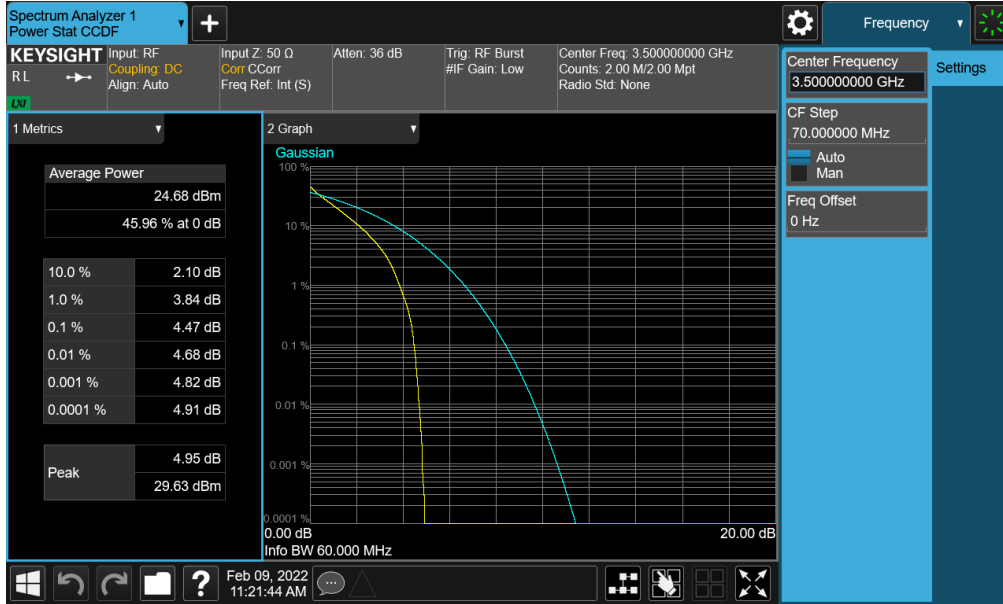 Spectrum Analyzer 1
Power Stat CCDF
Frequency
KEYSIGHT
RL
LXI
Input: RF
Coupling: DC
Align: Auto
Input Z: 50 Ω
Corr CCorr
Freq Ref: Int (S)
Atten: 36 dB
Trig: RF Burst
#IF Gain: Low
Center Freq: 3.500000000 GHz
Counts: 2.00 M/2.00 Mpt
Radio Std: None
Center Frequency
3.500000000 GHz
Settings
CF Step
70.000000 MHz
Auto
Man
Freq Offset
0 Hz
1 Metrics
Average Power
24.68 dBm
45.96 % at 0 dB
10.0 % 2.10 dB
1.0 % 3.84 dB
0.1 % 4.47 dB
0.01 % 4.68 dB
0.001 % 4.82 dB
0.0001 % 4.91 dB
Peak
4.95 dB
29.63 dBm
2 Graph
Gaussian
100 %
10 %
1 %
0.1 %
0.01 %
0.001 %
0.0001 %
0.00 dB 20.00 dB
Info BW 60.000 MHz
?
Feb 09, 2022
11:21:44 AM